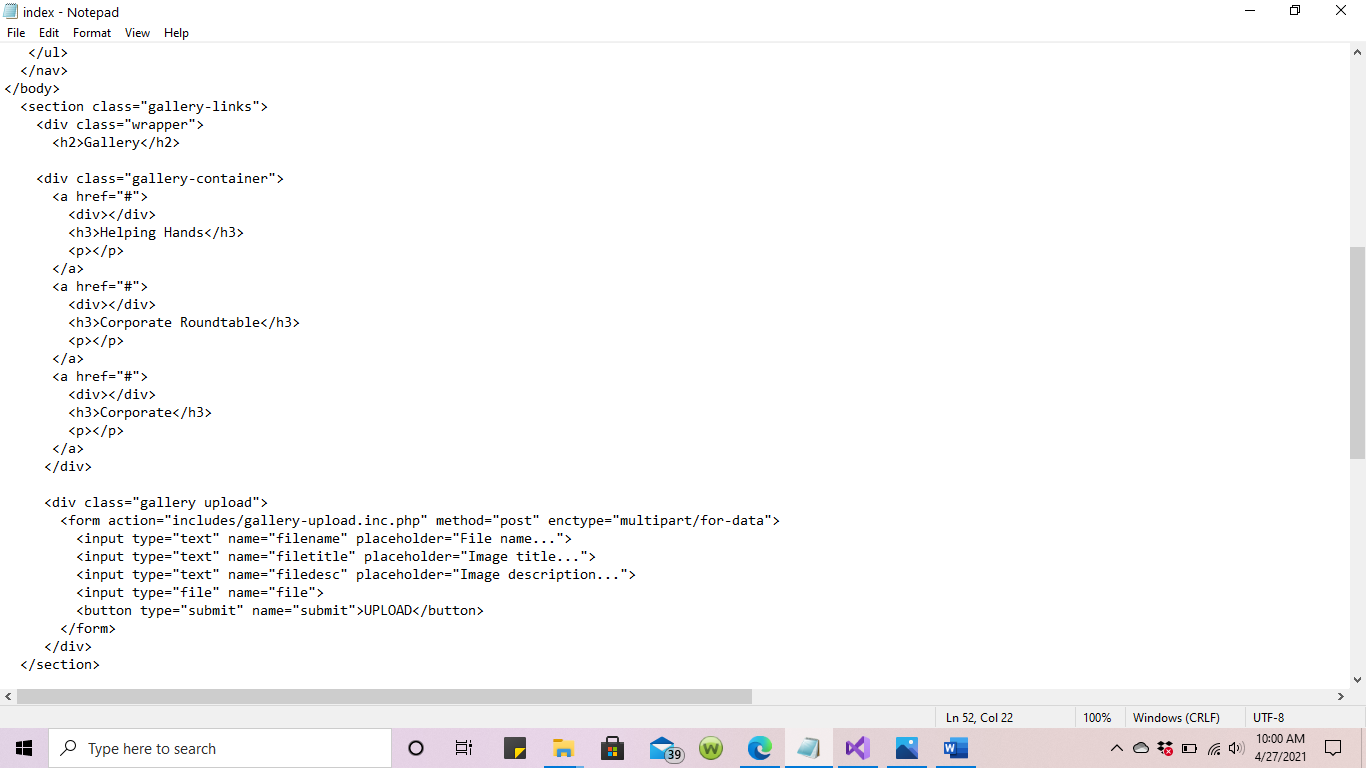 index - Notepad
File Edit Format View Help
</ul>
</nav>
</body>
<section class="gallery-links">
<div class="wrapper">
<h2>Gallery</h2>
<div class="gallery-container">
<a href="#">
<div></div>
<h3>Helping Hands</h3>
<p></p>
</a>
<a href="#">
<div></div>
<h3>Corporate Roundtable</h3>
<p></p>
</a>
<a href="#">
<div></div>
<h3>Corporate</h3>
<p></p>
</a>
</div>
<div class="gallery upload">
<form action="includes/gallery-upload.inc.php" method="post" enctype="multipart/for-data">
<input type="text" name="filename" placeholder="File name...">
<input type="text" name="filetitle" placeholder="Image title...">
<input type="text" name="filedesc" placeholder="Image description...">
<input type="file" name="file">
<button type="submit" name="submit">UPLOAD</button>
</form>
</div>
</section>
Ln 52, Col 22 100% Windows (CRLF) UTF-8
Type here to search
39
W
W
10:00 AM
4/27/2021